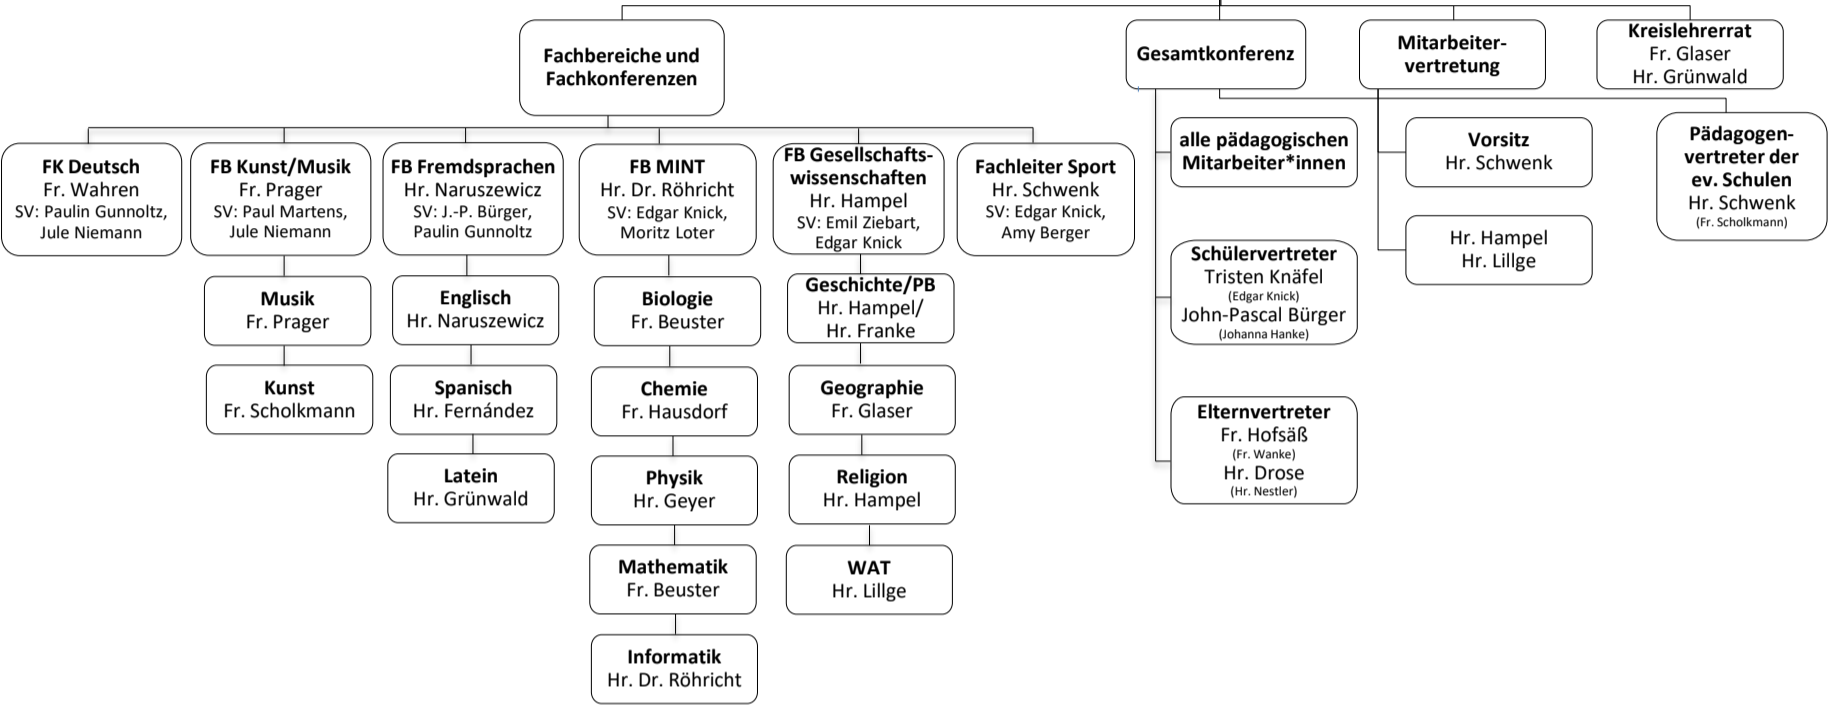 Fachbereiche und
Fachkonferenzen
Gesamtkonferenz
Mitarbeiter-
vertretung
Kreislehrerrat
Fr. Glaser
Hr. Grünwald
FK Deutsch
Fr. Wahren
SV: Paulin Gunnoltz,
Jule Niemann
FB Kunst/Musik
Fr. Prager
SV: Paul Martens,
Jule Niemann
FB Fremdsprachen
Hr. Naruszewicz
SV: J.-P. Bürger,
Paulin Gunnoltz
FB MINT
Hr. Dr. Röhricht
SV: Edgar Knick,
Moritz Loter
FB Gesellschafts-
wissenschaften
Hr. Hampel
SV: Emil Ziebart,
Edgar Knick
Fachleiter Sport
Hr. Schwenk
SV: Edgar Knick,
Amy Berger
Musik
Fr. Prager
Kunst
Fr. Scholkmann
Englisch
Hr. Naruszewicz
Spanisch
Hr. Fernández
Latein
Hr. Grünwald
Biologie
Fr. Beuster
Chemie
Fr. Hausdorf
Physik
Hr. Geyer
Mathematik
Fr. Beuster
Informatik
Hr. Dr. Röhricht
Geschichte/PB
Hr. Hampel/
Hr. Franke
Geographie
Fr. Glaser
Religion
Hr. Hampel
WAT
Hr. Lillge
alle pädagogischen
Mitarbeiter*innen
Schülervertreter
Tristen Knäfel
(Edgar Knick)
John-Pascal Bürger
(Johanna Hanke)
Elternvertreter
Fr. Hofsäß
(Fr. Wanke)
Hr. Drose
(Hr. Nestler)
Vorsitz
Hr. Schwenk
Hr. Hampel
Hr. Lillge
Pädagogen-
vertreter der
ev. Schulen
Hr. Schwenk
(Fr. Scholkmann)